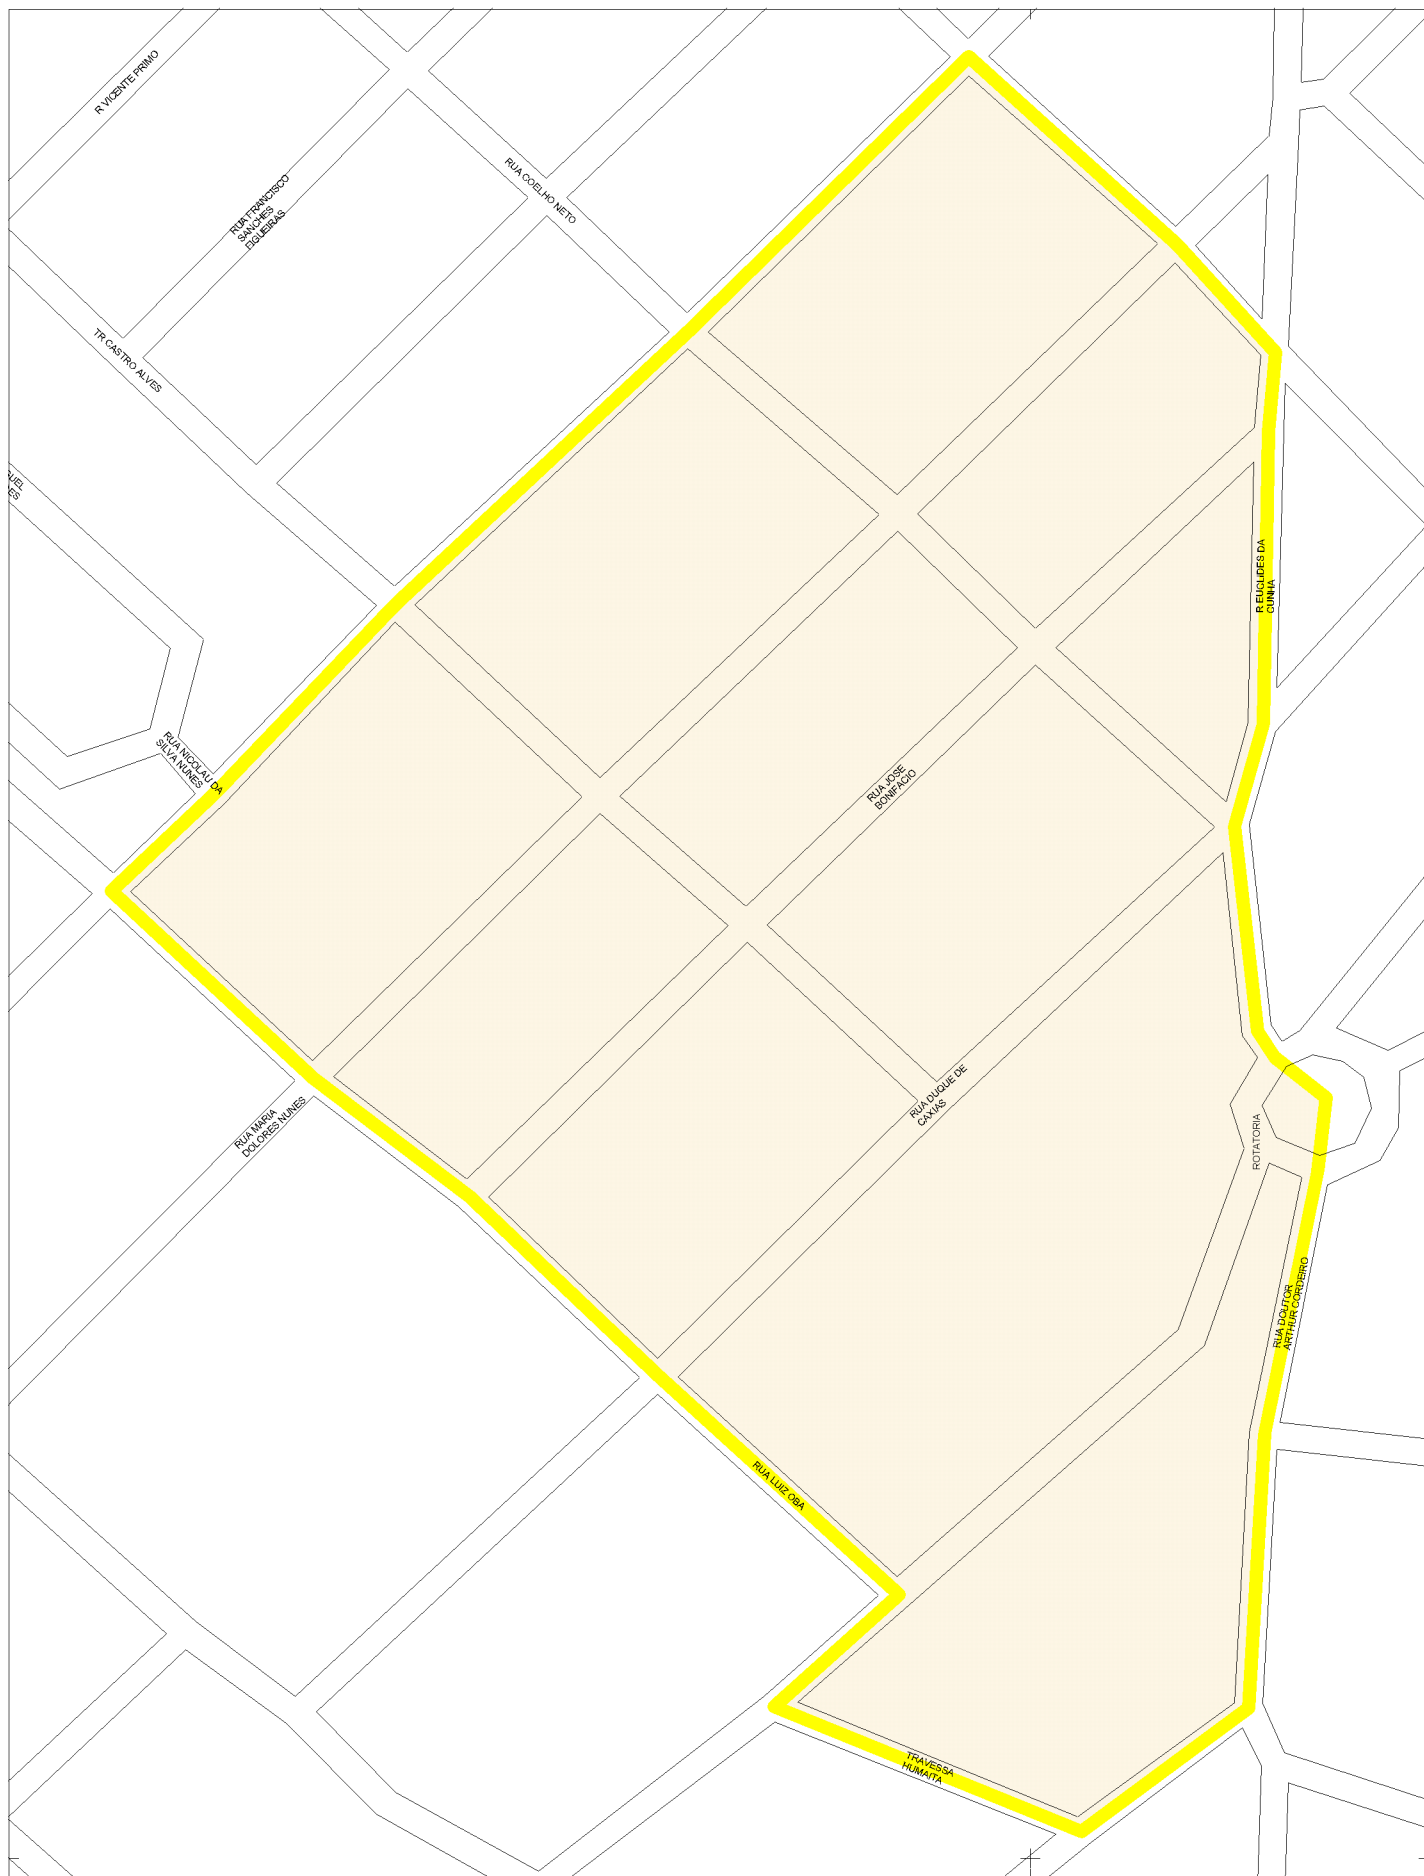 R VICENTE PRIMO
RUA FRANCISCO
SANCHES
FIGUEIRAS
RUA COELHO NETO
TR CASTRO ALVES
RUA NICOLAU DA
SILVA NUNES
R EUCLIDES DA
CUNHA
RUA JOSE
BONIFACIO
RUA MARIA
DOLORES NUNES
RUA DUQUE DE
CAXIAS
ROTATORIA
RUA DOUTOR
ARTHUR CORDEIRO
RUA LUIZ OBA
TRAVESSA
HUMAITA